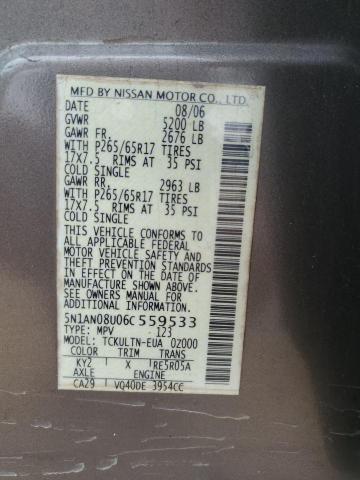 MFD BY NISSAN MOTOR CO., LTD.
DATE 08/06
GVWR 5200 LB
GAWR FR. 2676 LB
WITH P265/65R17 TIRES
17X7.5 RIMS AT 35 PSI
COLD SINGLE
GAWR RR. 2963 LB
WITH P265/65R17 TIRES
17X7.5 RIMS AT 35 PSI
COLD SINGLE
THIS VEHICLE CONFORMS TO
ALL APPLICABLE FEDERAL
MOTOR VEHICLE SAFETY AND
THEFT PREVENTION STANDARDS
IN EFFECT ON THE DATE OF
MANUFACTURE SHOWN ABOVE.
SEE OWNERS MANUAL FOR
ADDITIONAL INFORMATION.
5N1AN08U06C559533
TYPE: MPV 123
MODEL: TCKULTN-EUA 02000
COLOR TRIM TRANS
KY2 X RE5R05A
AXLE ENGINE
CA29 VQ40DE 3954CC